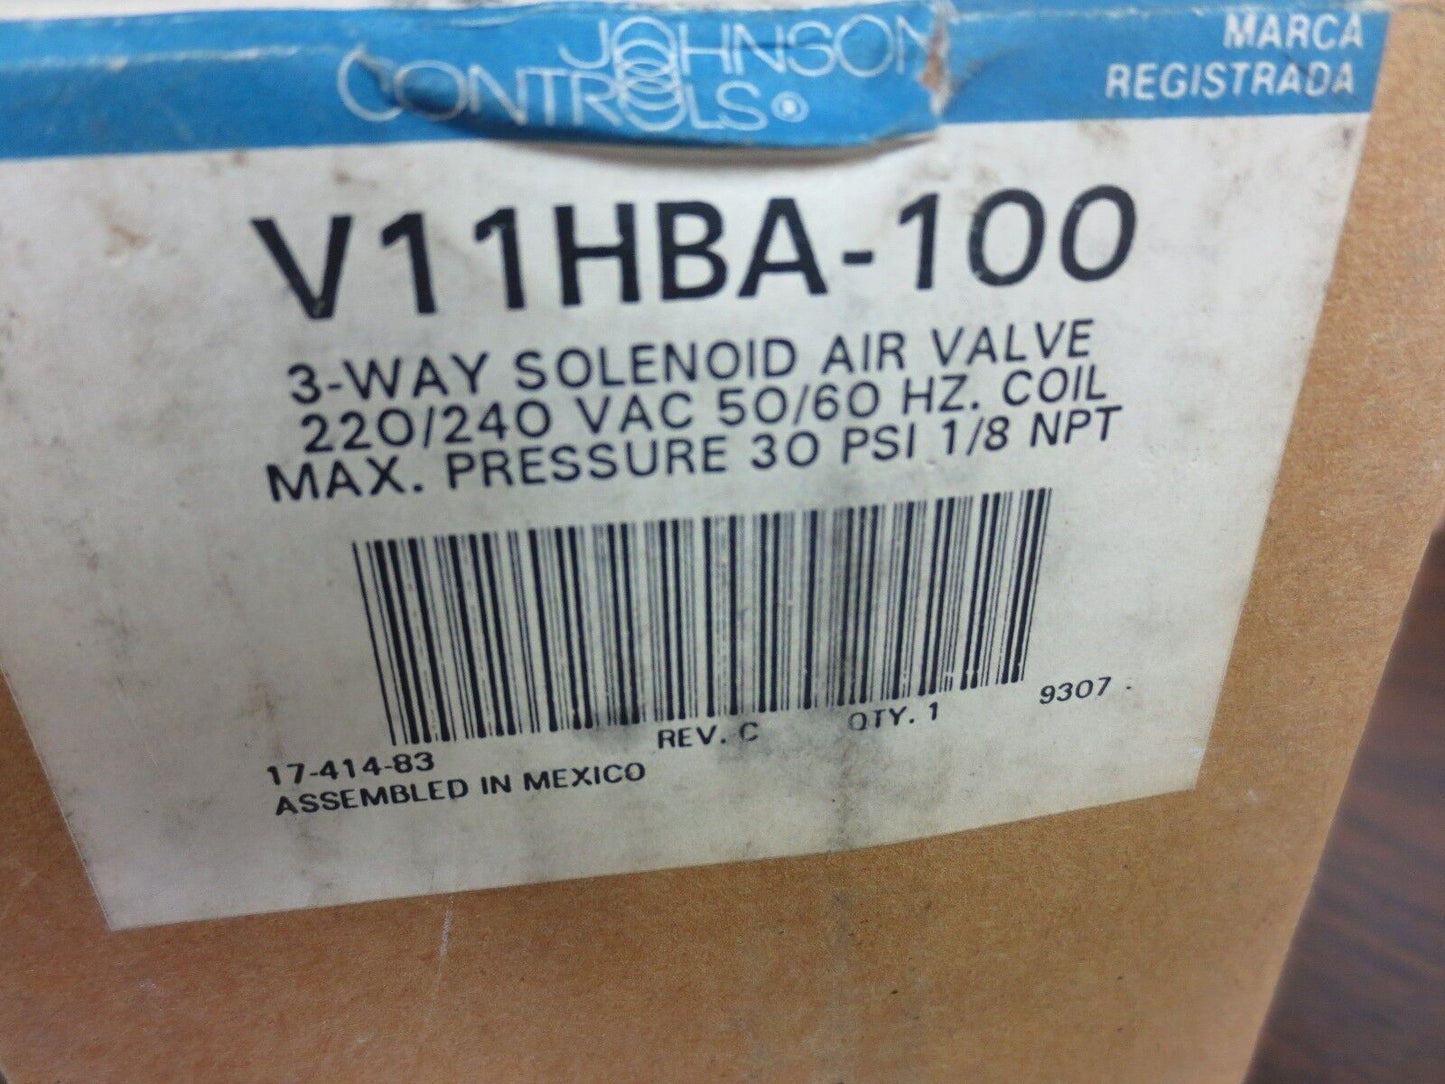 JOHNSON
CONTROLS®
MARCA
REGISTRADA
V11HBA-100
3-WAY SOLENOID AIR VALVE
220/240 VAC 50/60 HZ. COIL
MAX. PRESSURE 30 PSI 1/8 NPT
17-414-83 REV. C QTY. 1 9307
ASSEMBLED IN MEXICO